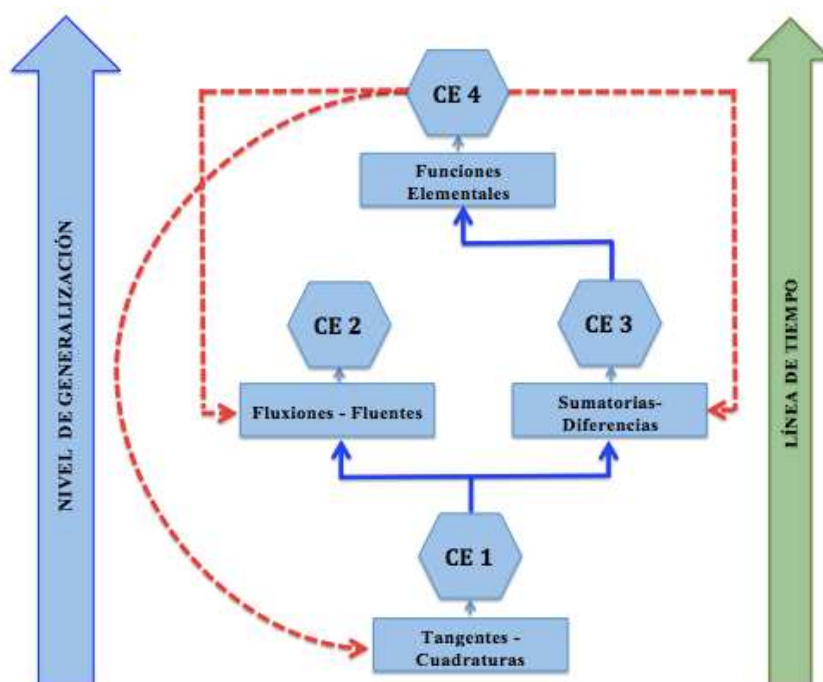 CE 4
Funciones
Elementales
CE 2
CE 3
Fluxiones - Fluentes
Sumatorias-
Diferencias
CE 1
Tangentes -
Cuadraturas
NIVEL DE GENERALIZACIÓN
LÍNEA DE TIEMPO